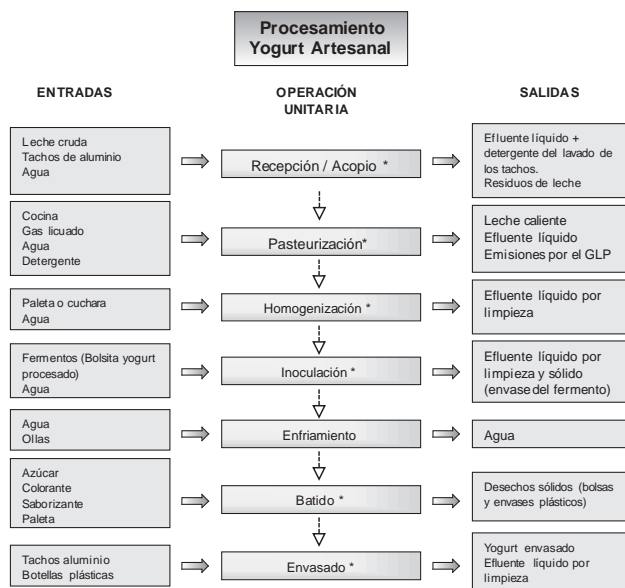 Procesamiento
Yogurt Artesanal
ENTRADAS
OPERACIÓN
UNITARIA
SALIDAS
Leche cruda
Tachos de aluminio
Agua
Recepción / Acopio *
Efluente líquido +
detergente del lavado de
los tachos.
Residuos de leche
Cocina
Gas licuado
Agua
Detergente
Pasteurización*
Leche caliente
Efluente líquido
Emisiones por el GLP
Paleta o cuchara
Agua
Homogenización *
Efluente líquido por
limpieza
Fermentos (Bolsita yogurt
procesado)
Agua
Inoculación *
Efluente líquido por
limpieza y sólido
(envase del fermento)
Agua
Ollas
Enfriamiento
Agua
Azúcar
Colorante
Saborizante
Paleta
Batido *
Desechos sólidos (bolsas
y envases plásticos)
Tachos aluminio
Botellas plásticas
Envasado *
Yogurt envasado
Efluente líquido por
limpieza